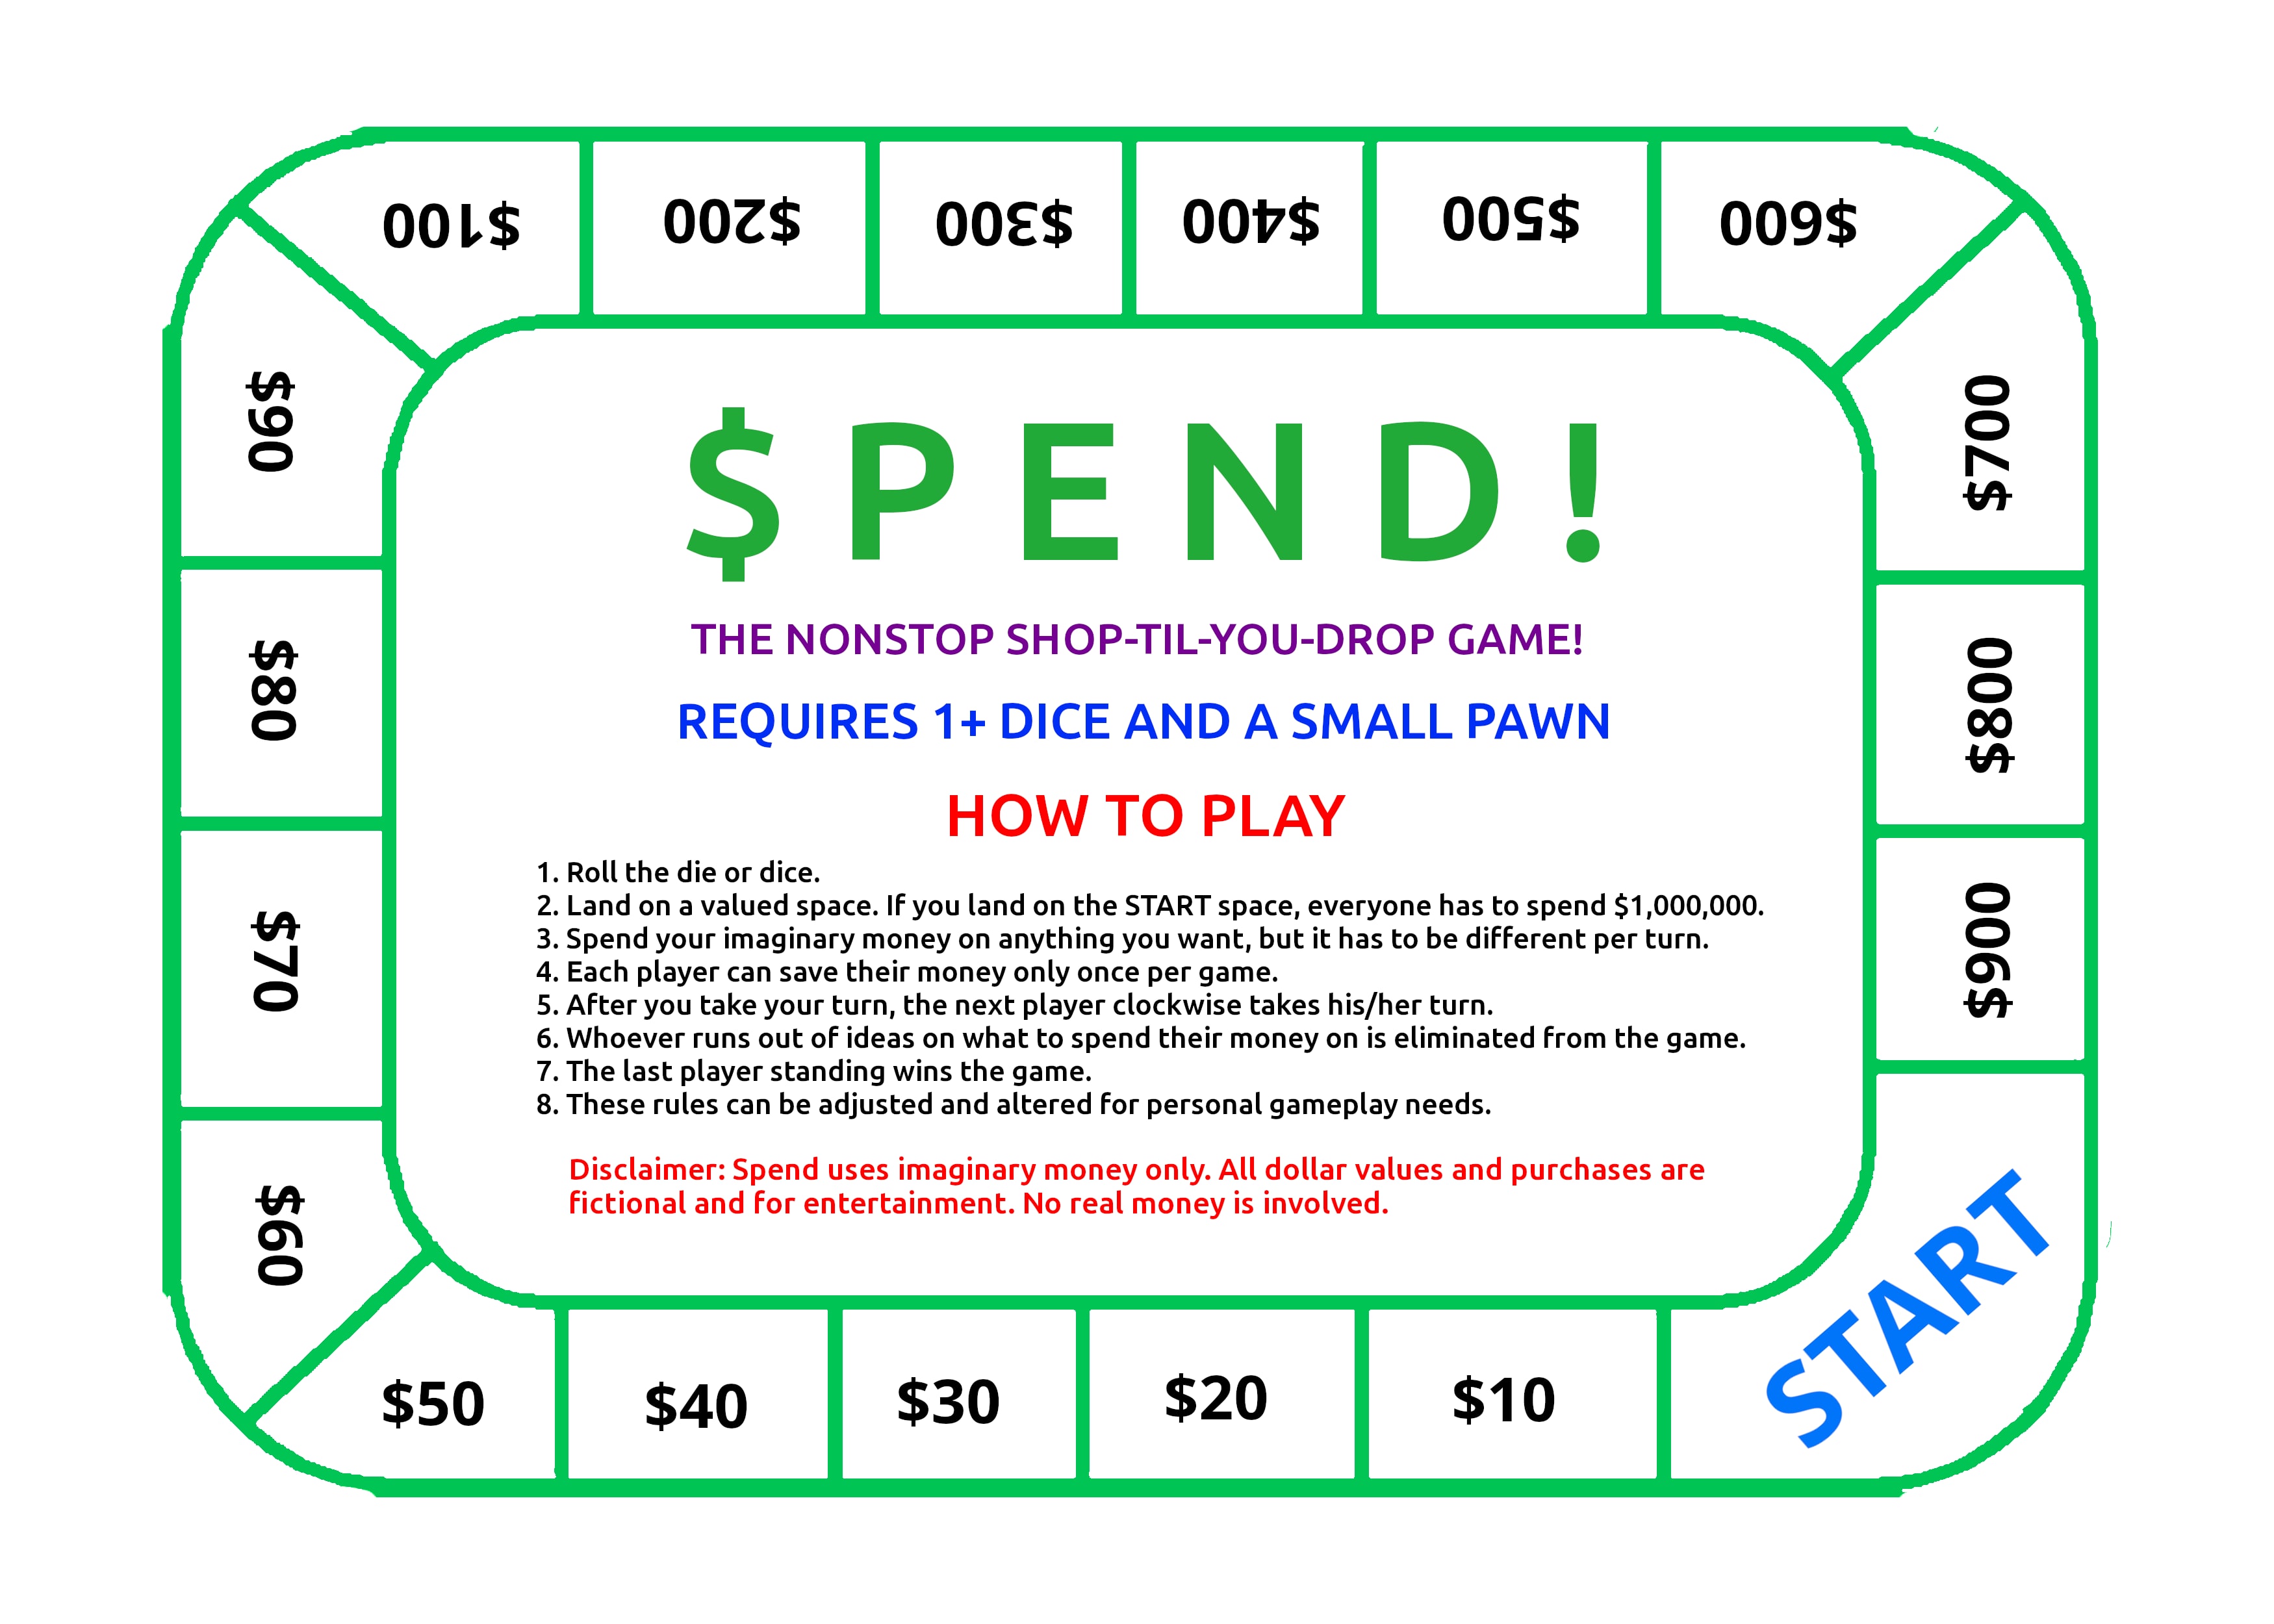 $100
$200
$300
$400
$500
$600
$90
$700
$PEND!
THE NONSTOP SHOP-TIL-YOU-DROP GAME!
$80
$800
REQUIRES 1+ DICE AND A SMALL PAWN
HOW TO PLAY
1. Roll the die or dice.
2. Land on a valued space. If you land on the START space, everyone has to spend $1,000,000.
3. Spend your imaginary money on anything you want, but it has to be different per turn.
4. Each player can save their money only once per game.
5. After you take your turn, the next player clockwise takes his/her turn.
6. Whoever runs out of ideas on what to spend their money on is eliminated from the game.
7. The last player standing wins the game.
8. These rules can be adjusted and altered for personal gameplay needs.
$70
$900
Disclaimer: Spend uses imaginary money only. All dollar values and purchases are
fictional and for entertainment. No real money is involved.
$60
START
$50
$40
$30
$20
$10